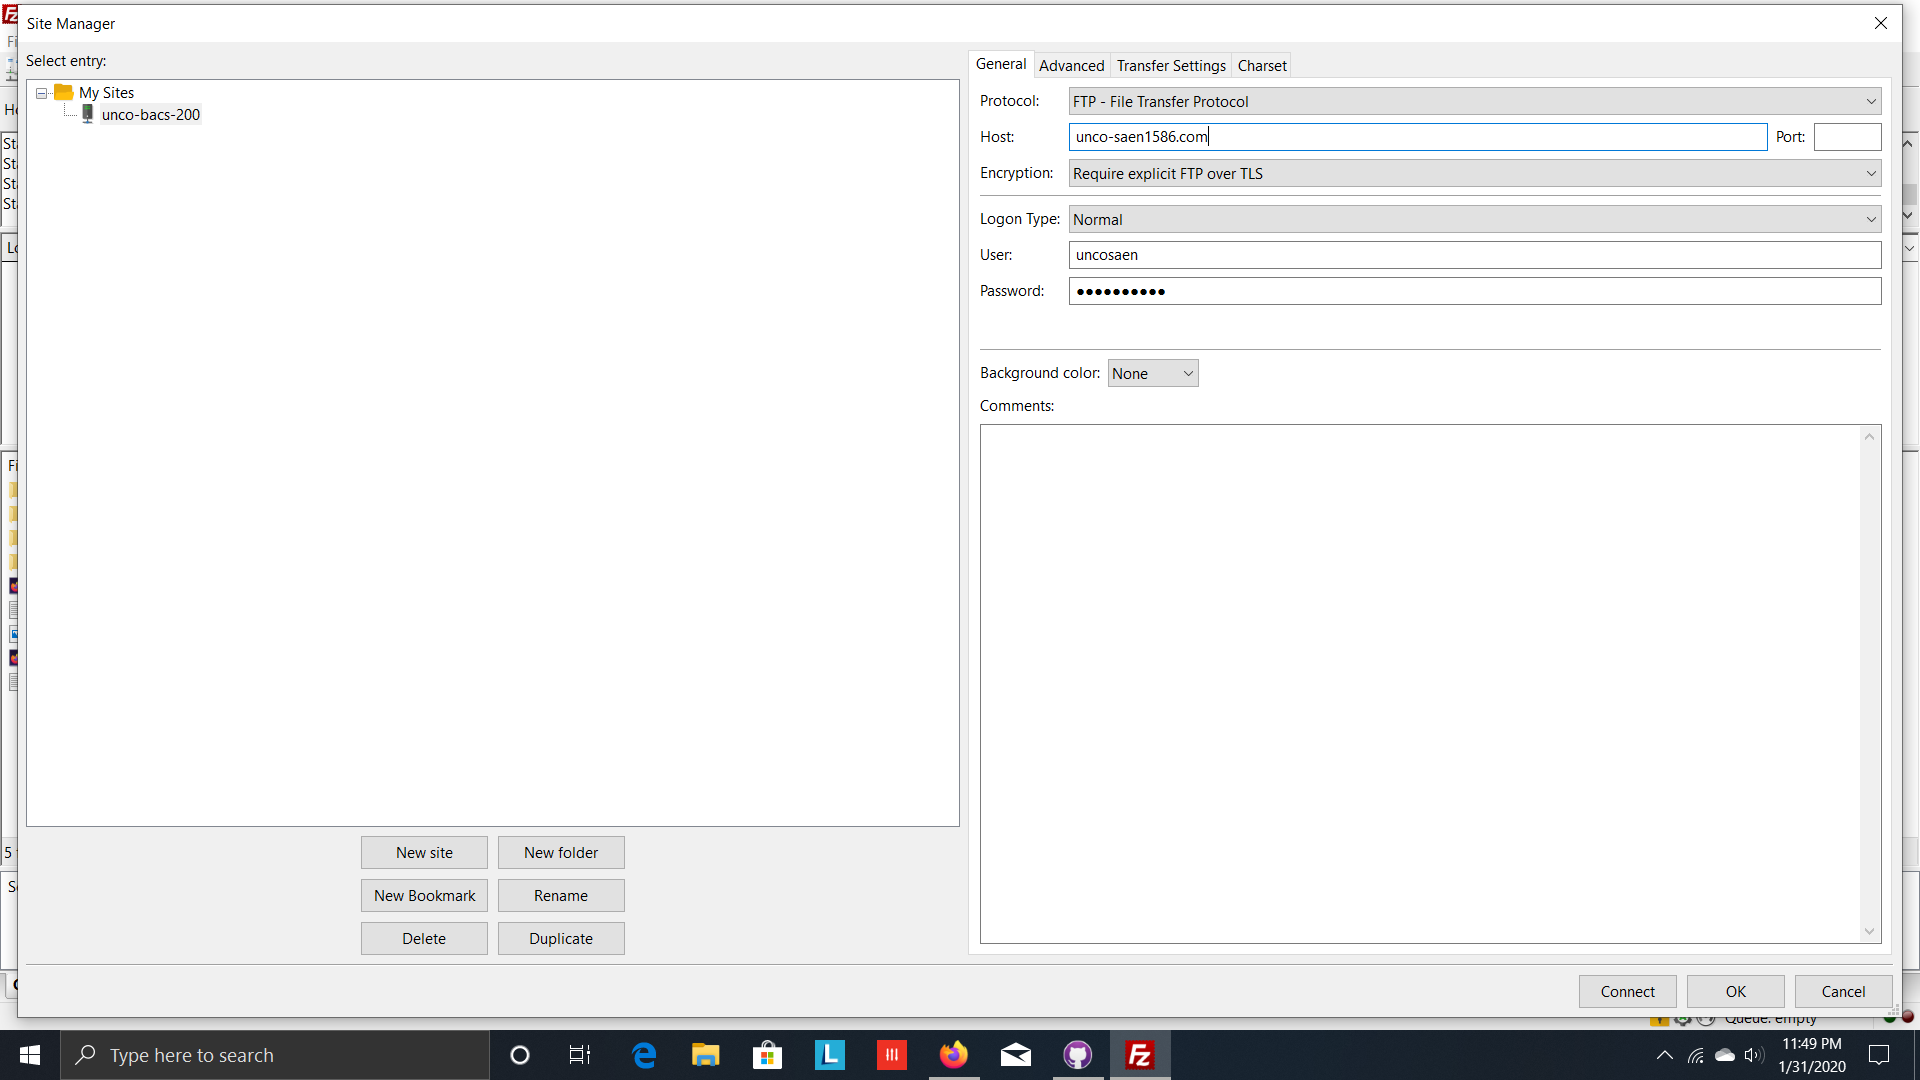 Site Manager
Select entry:
My Sites
unco-bacs-200
New site
New folder
New Bookmark
Rename
Delete
Duplicate
General
Advanced
Transfer Settings
Charset
Protocol:
FTP - File Transfer Protocol
Host:
unco-saen1586.com
Port:
Encryption:
Require explicit FTP over TLS
Logon Type:
Normal
User:
uncosaen
Password:
●●●●●●●●●●
Background color:
None
Comments:
Connect
OK
Cancel
Queue: empty
Type here to search
11:49 PM
1/31/2020